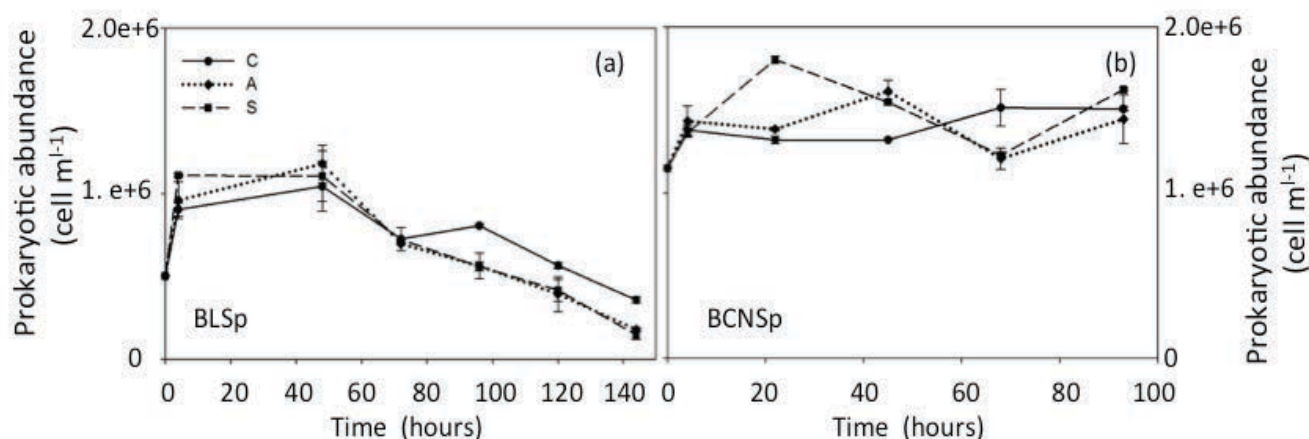 2.0e+6
1. e+6
0
Prokaryotic abundance
(cell m^l-1)
C
A
S
(a)
BLSp
0 20 40 60 80 100 120 140
Time (hours)
(b)
BCNSp
0 20 40 60 80 100
Time (hours)
2.0e+6
1.e+6
0
Prokaryotic abundance
(cell m^l-1)